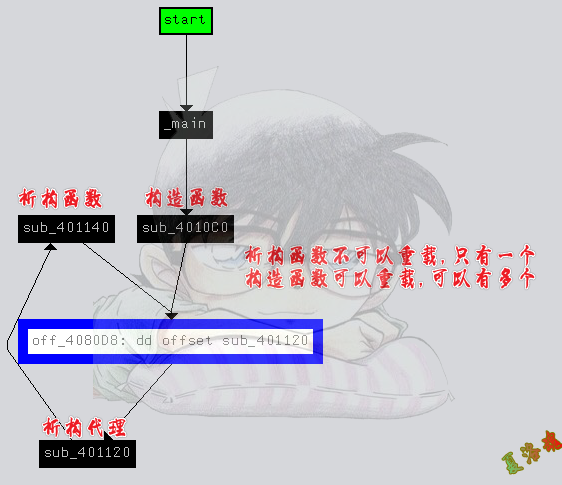 start
_main
析构函数 构造函数
sub_401140 sub_4010C0
析构函数不可以重载,只有一个
构造函数可以重载,可以有多个
off_4080D8: dd offset sub_401120
析构代理
sub_401120